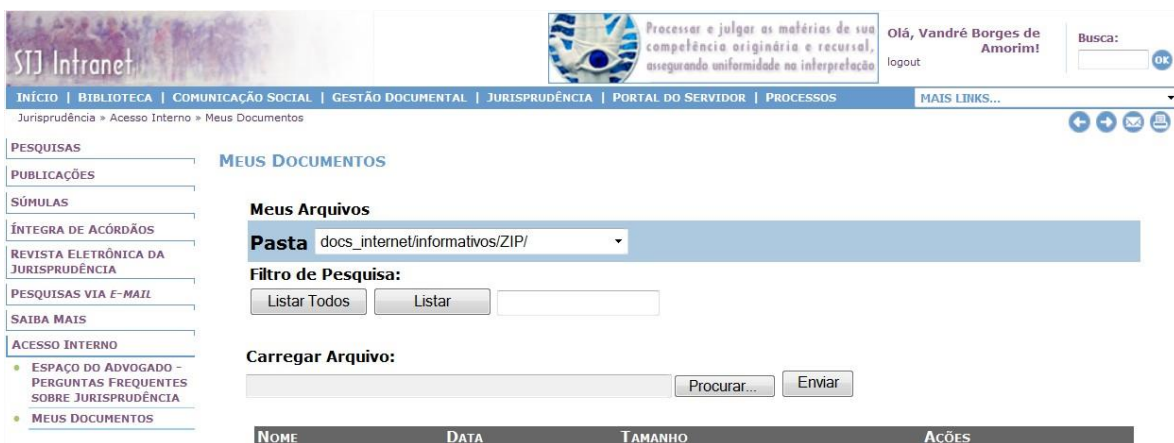 STJ Intranet
Processar e julgar as matérias de sua
competência originária e recursal,
assegurando uniformidade na interpretação
Olá, Vandré Borges de
Amorim!
logout
Busca:
OK
INÍCIO | BIBLIOTECA | COMUNICAÇÃO SOCIAL | GESTÃO DOCUMENTAL | JURISPRUDÊNCIA | PORTAL DO SERVIDOR | PROCESSOS
MAIS LINKS...
Jurisprudência » Acesso Interno » Meus Documentos
PESQUISAS
PUBLICAÇÕES
SÚMULAS
ÍNTEGRA DE ACÓRDÃOS
REVISTA ELETRÔNICA DA
JURISPRUDÊNCIA
PESQUISAS VIA E-MAIL
SAIBA MAIS
ACESSO INTERNO
ESPAÇO DO ADVOGADO -
PERGUNTAS FREQUENTES
SOBRE JURISPRUDÊNCIA
MEUS DOCUMENTOS
MEUS DOCUMENTOS
Meus Arquivos
Pasta docs_internet/informativos/ZIP/
Filtro de Pesquisa:
Listar Todos Listar
Carregar Arquivo:
Procurar... Enviar
NOME DATA TAMANHO AÇÕES